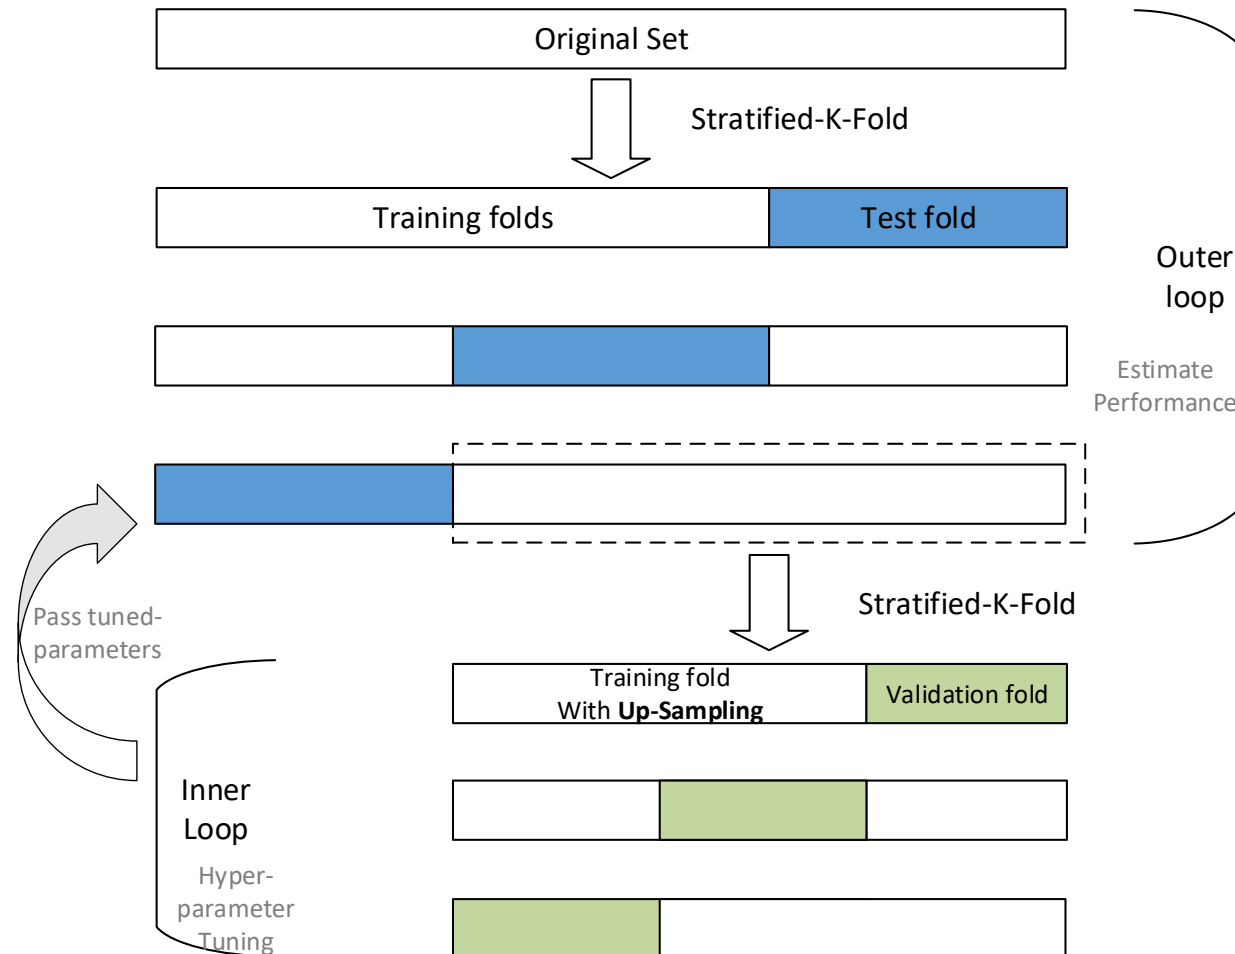 Original Set
Stratified-K-Fold
Training folds
Test fold
Outer
loop
Estimate
Performance
Stratified-K-Fold
Pass tuned-
parameters
Training fold
With Up-Sampling
Validation fold
Inner
Loop
Hyper-
parameter
Tuning